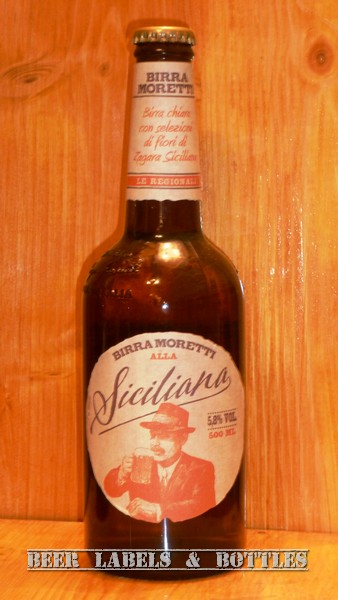 BIRRA
MORETTI
Birra chiara
con selezione
di fiori di
Zagara Siciliana
LE REGIONALI
BIRRA MORETTI
ALLA
Siciliana
5,8% VOL.
500 ML
BEER LABELS & BOTTLES